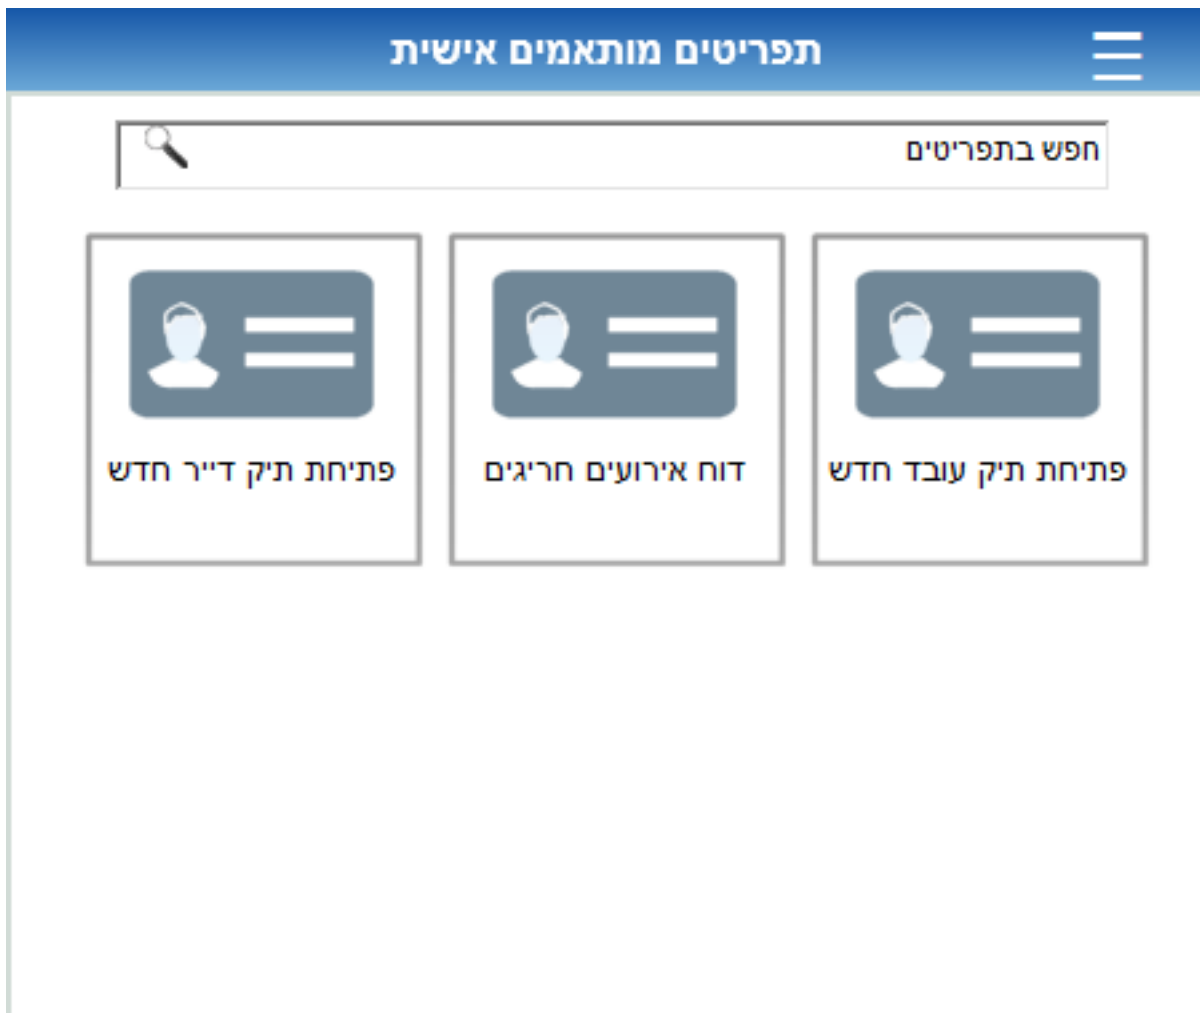 תפריטים מותאמים אישית
חפש בתפריטים
פתיחת תיק עובד חדש
דוח אירועים חריגים
פתיחת תיק דייר חדש